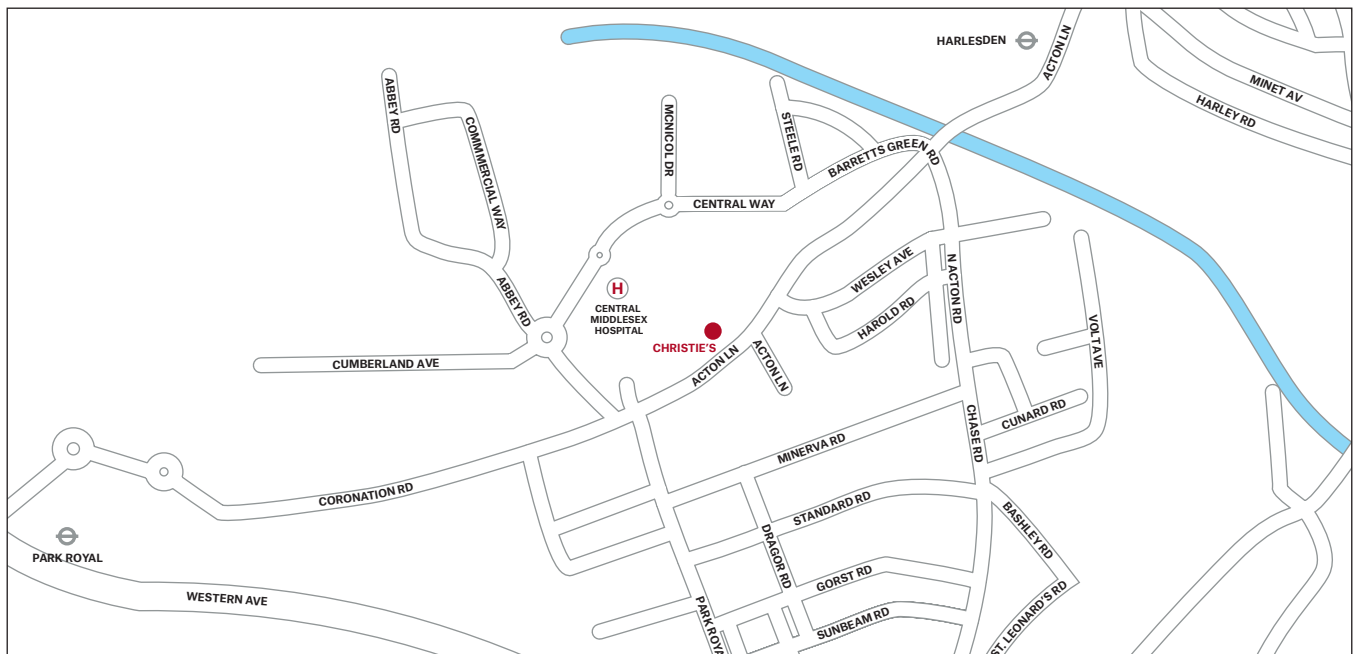 HARLESDEN
ACTON LN
MINET AV
HARLEY RD
ABBEY RD
COMMMERCIAL WAY
MCNICOL DR
STEELE RD
BARRETTS GREEN RD
CENTRAL WAY
ABBEY RD
H
CENTRAL
MIDDLESEX
HOSPITAL
CHRISTIE'S
WESLEY AVE
HAROLD RD
N ACTON RD
VOLT AVE
CUMBERLAND AVE
ACTON LN
ACTON LN
CUNARD RD
CHASE RD
MINERVA RD
CORONATION RD
STANDARD RD
BASHLEY RD
DRAGOR RD
PARK ROYAL
GORST RD
WESTERN AVE
PARK ROYA
SUNBEAM RD
ST. LEONARD'S RD